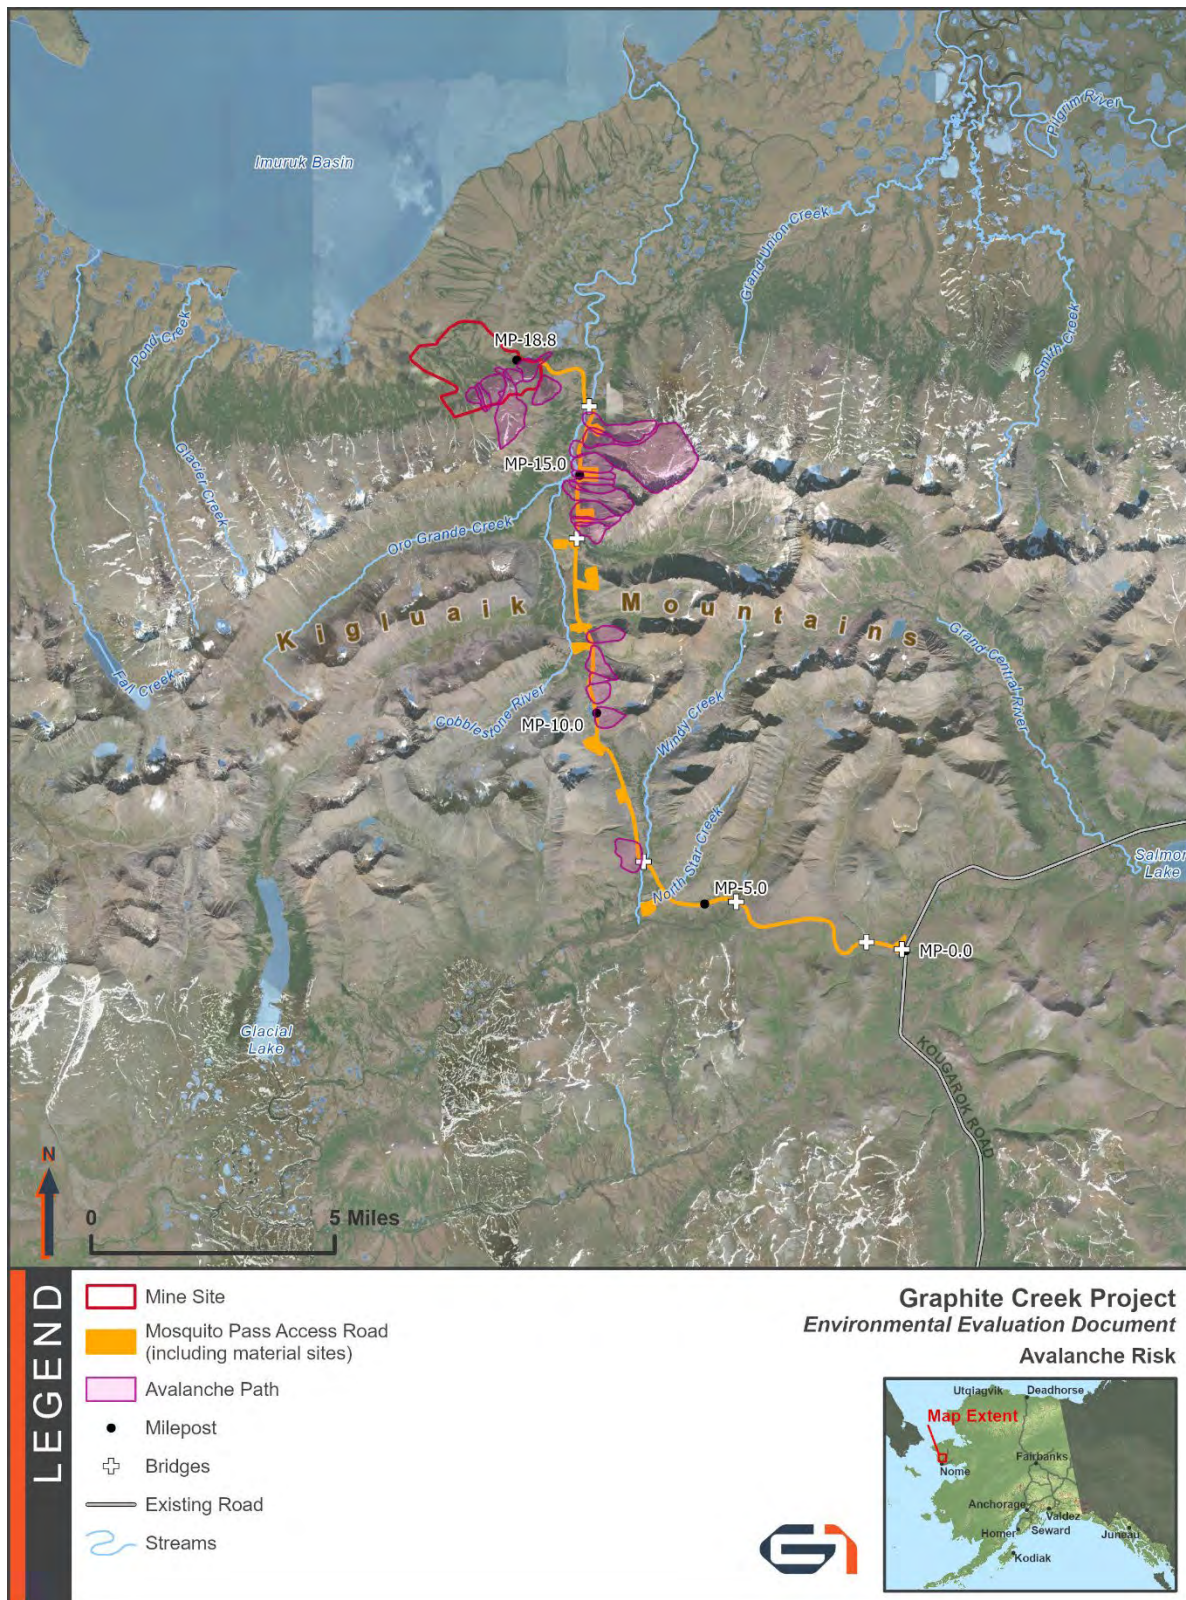 Imuruk Basin
Pilgrim River
Grand Union Creek
Pond Creek
Smith Creek
MP-18.8
Glacier Creek
MP-15.0
Oro Grande Creek
Kigluaik Mountains
Grand Central River
Fall Creek
Cobblestone River
MP-10.0
Windy Creek
North Star Creek
MP-5.0
Salmon
Lake
MP-0.0
Glacial
Lake
KOUGAROK ROAD
N
0 5 Miles
LEGEND
Mine Site
Mosquito Pass Access Road
(including material sites)
Avalanche Path
Milepost
Bridges
Existing Road
Streams
Graphite Creek Project
Environmental Evaluation Document
Avalanche Risk
Utqiagvik
Deadhorse
Map Extent
Nome
Fairbanks
Anchorage
Valdez
Homer
Seward
Juneau
Kodiak
G1